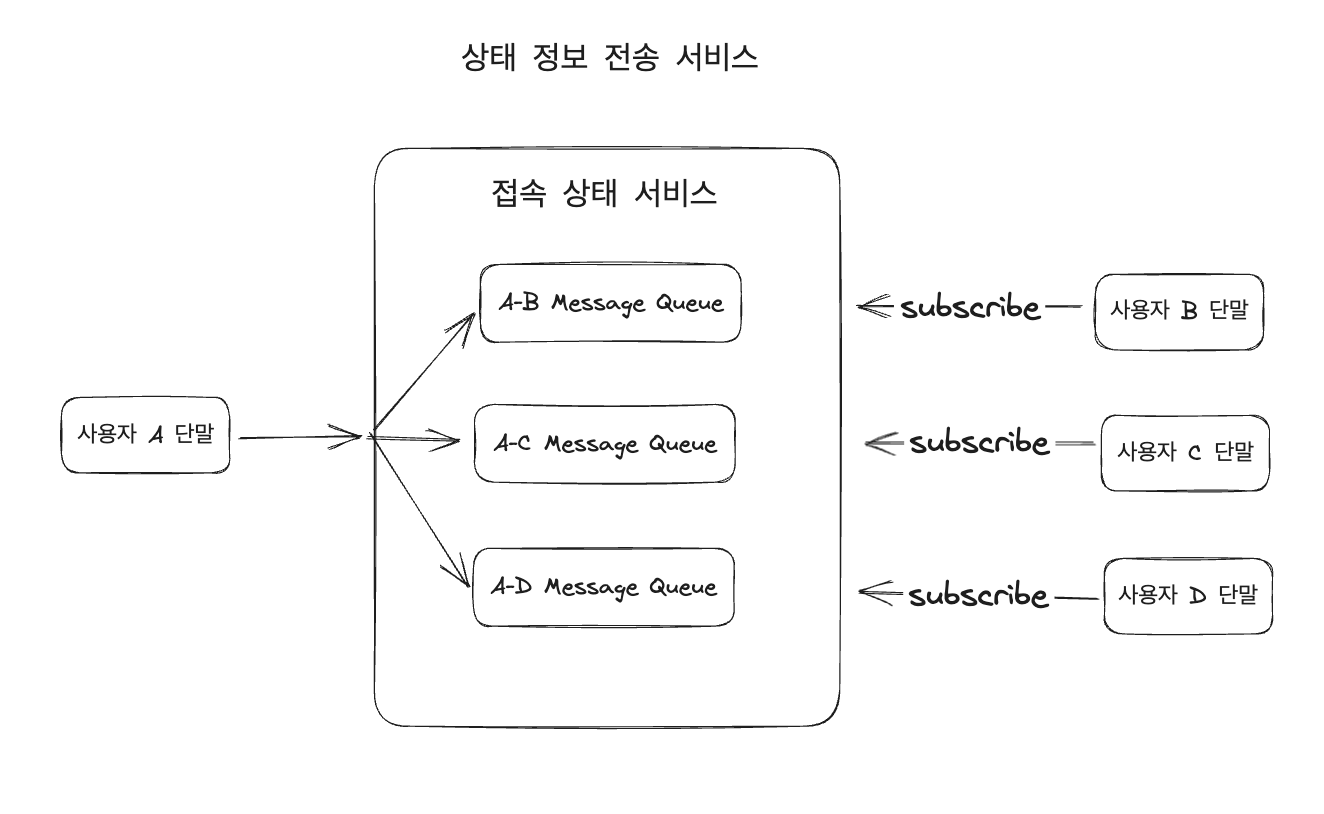 상태 정보 전송 서비스
접속 상태 서비스
A-B Message Queue
subscribe
사용자 B 단말
사용자 A 단말
A-C Message Queue
subscribe
사용자 C 단말
A-D Message Queue
subscribe
사용자 D 단말